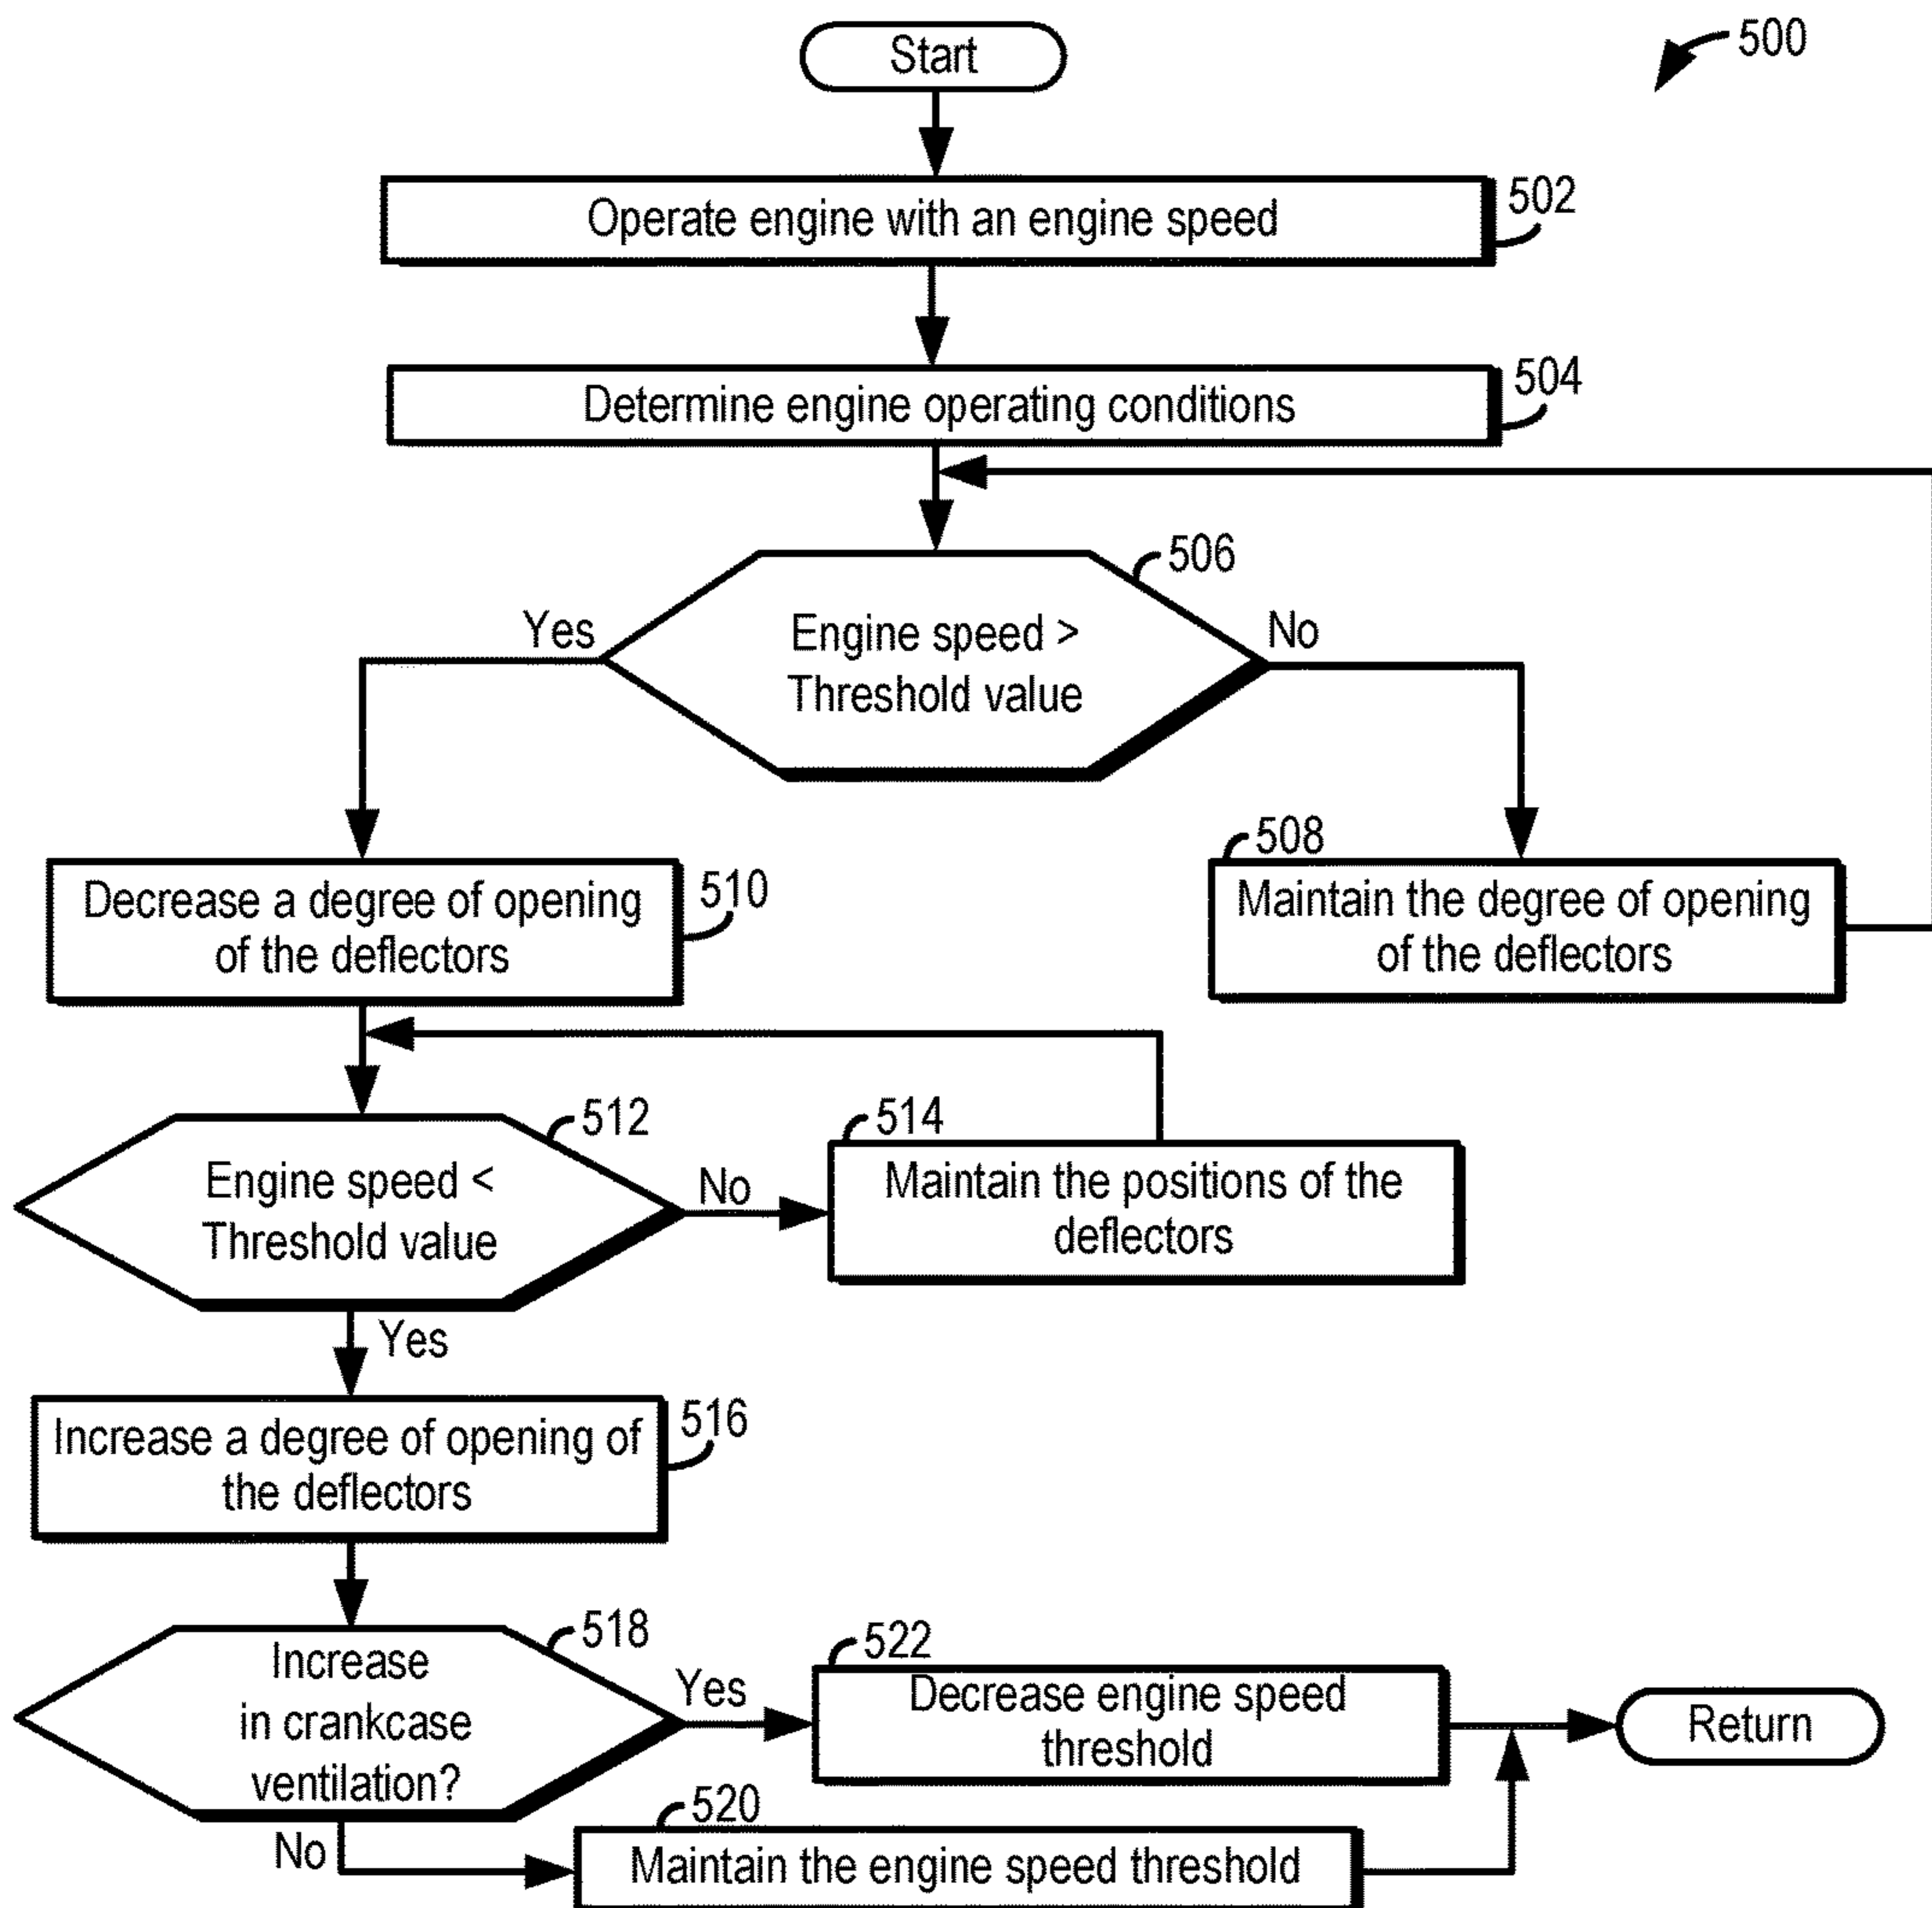 Start
500
Operate engine with an engine speed
502
Determine engine operating conditions
504
506
Yes
Engine speed >
Threshold value
No
508
Decrease a degree of opening
of the deflectors
510
Maintain the degree of opening
of the deflectors
512
514
Engine speed <
Threshold value
No
Maintain the positions of the
deflectors
Yes
Increase a degree of opening of
the deflectors
516
518
Increase
in crankcase
ventilation?
Yes
522
Decrease engine speed
threshold
Return
No
520
Maintain the engine speed threshold